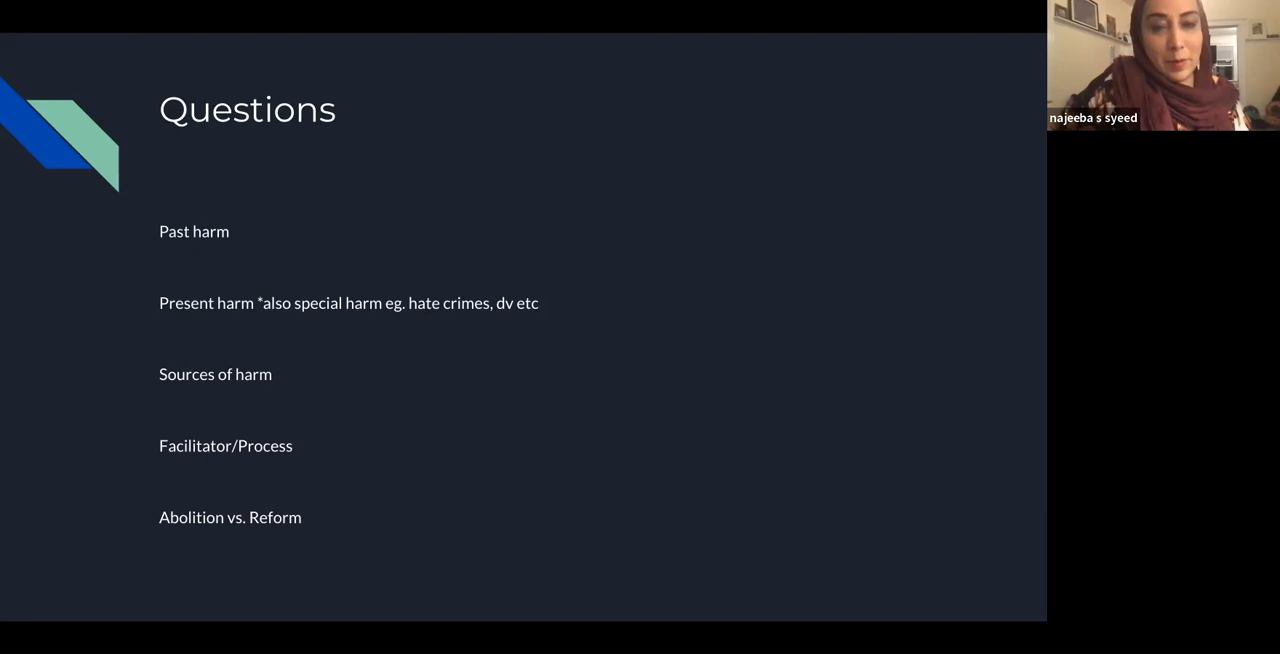 Questions
Past harm
Present harm *also special harm eg. hate crimes, dv etc
Sources of harm
Facilitator/Process
Abolition vs. Reform
najeeba s syeed